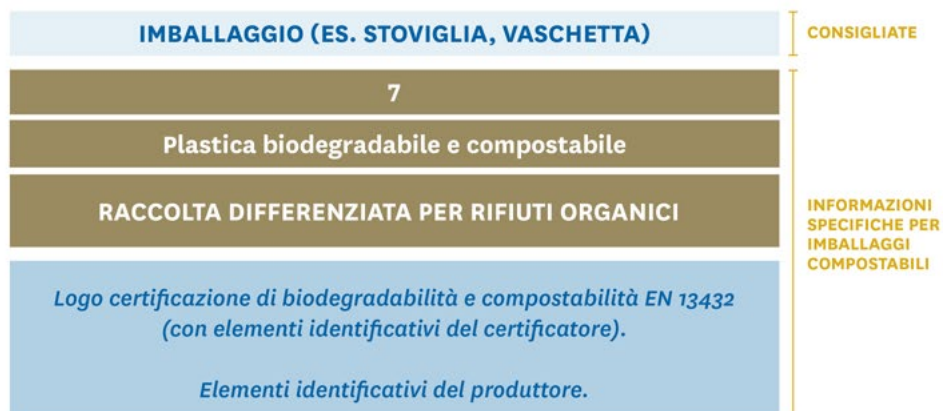 IMBALLAGGIO (ES. STOVIGLIA, VASCHETTA)
CONSIGLIATE
7
Plastica biodegradabile e compostabile
RACCOLTA DIFFERENZIATA PER RIFIUTI ORGANICI
INFORMAZIONI
SPECIFICHE PER
IMBALLAGGI
COMPOSTABILI
Logo certificazione di biodegradabilità e compostabilità EN 13432
(con elementi identificativi del certificatore).
Elementi identificativi del produttore.